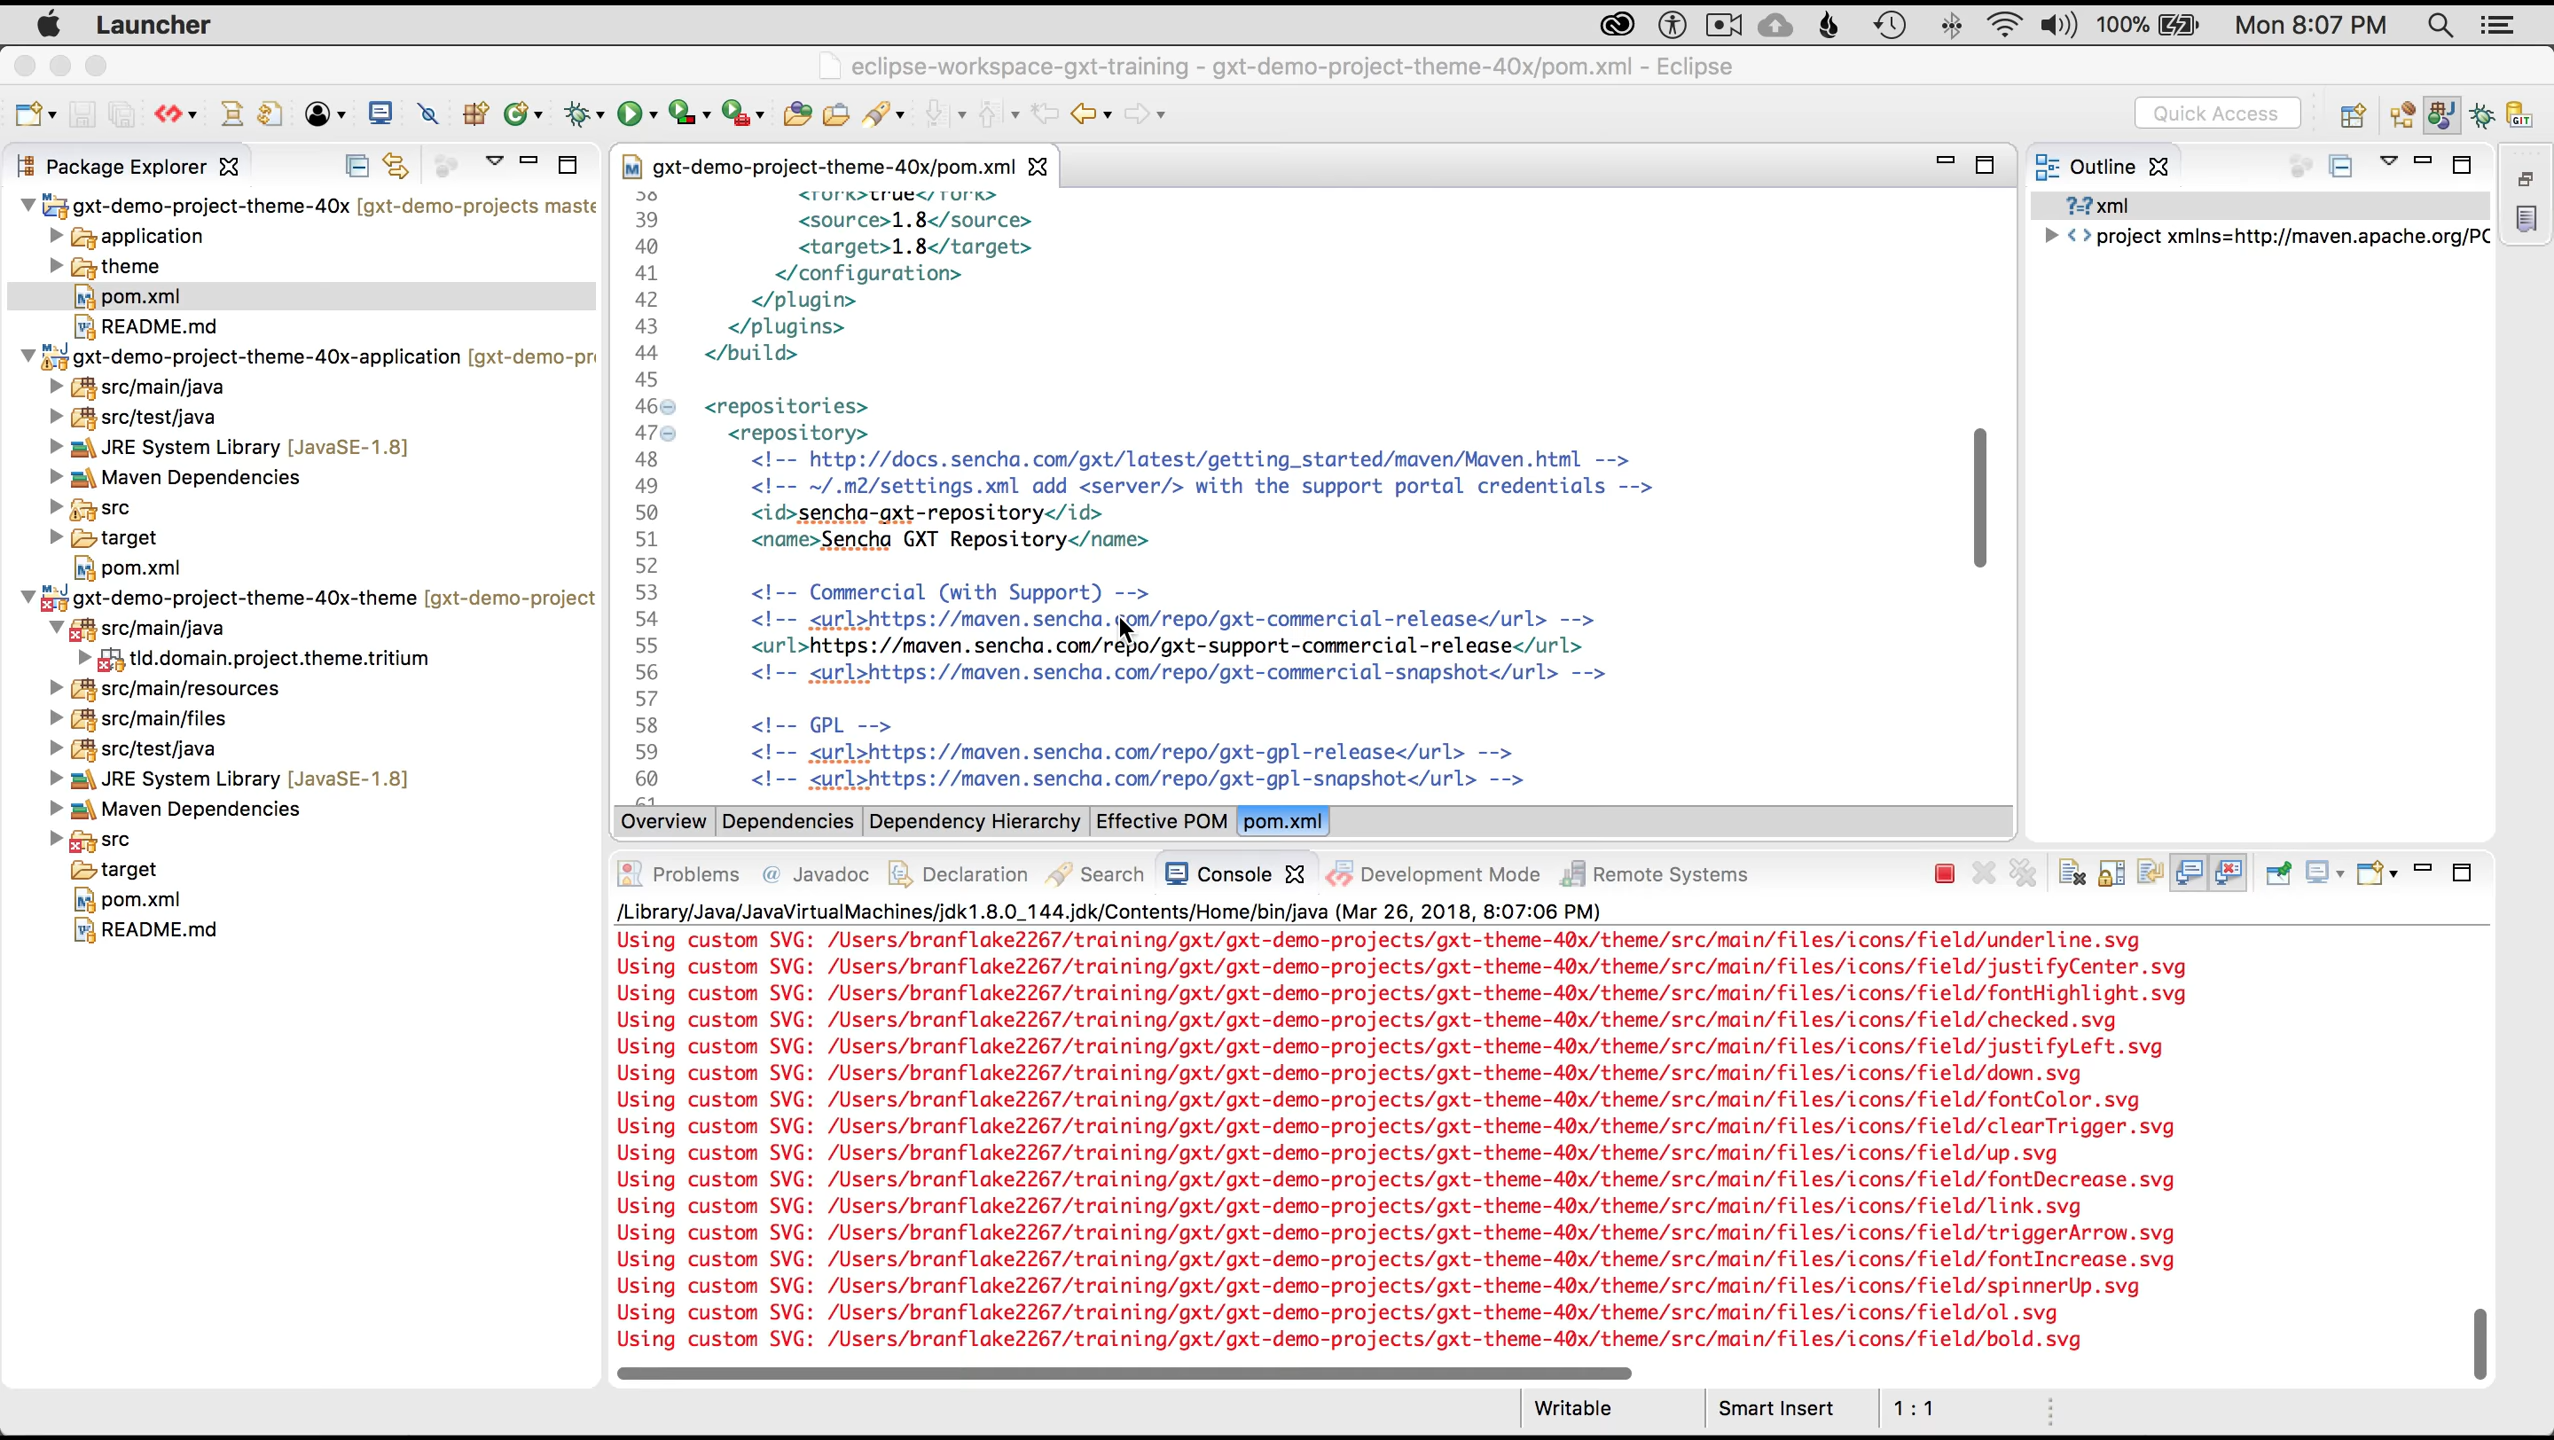 Launcher
100%
Mon 8:07 PM
eclipse-workspace-gxt-training - gxt-demo-project-theme-40x/pom.xml - Eclipse
Quick Access
Package Explorer
gxt-demo-project-theme-40x [gxt-demo-projects maste
application
theme
pom.xml
README.md
gxt-demo-project-theme-40x-application [gxt-demo-pr
src/main/java
src/test/java
JRE System Library [JavaSE-1.8]
Maven Dependencies
src
target
pom.xml
gxt-demo-project-theme-40x-theme [gxt-demo-project
src/main/java
tld.domain.project.theme.tritium
src/main/resources
src/main/files
src/test/java
JRE System Library [JavaSE-1.8]
Maven Dependencies
src
target
pom.xml
README.md
gxt-demo-project-theme-40x/pom.xml
38 <fork>true</fork>
39 <source>1.8</source>
40 <target>1.8</target>
41 </configuration>
42 </plugin>
43 </plugins>
44 </build>
45
46 <repositories>
47 <repository>
48 <!-- http://docs.sencha.com/gxt/latest/getting_started/maven/Maven.html -->
49 <!-- ~/.m2/settings.xml add <server/> with the support portal credentials -->
50 <id>sencha-gxt-repository</id>
51 <name>Sencha GXT Repository</name>
52
53 <!-- Commercial (with Support) -->
54 <!-- <url>https://maven.sencha.com/repo/gxt-commercial-release</url> -->
55 <url>https://maven.sencha.com/repo/gxt-support-commercial-release</url>
56 <!-- <url>https://maven.sencha.com/repo/gxt-commercial-snapshot</url> -->
57
58 <!-- GPL -->
59 <!-- <url>https://maven.sencha.com/repo/gxt-gpl-release</url> -->
60 <!-- <url>https://maven.sencha.com/repo/gxt-gpl-snapshot</url> -->
61
Overview Dependencies Dependency Hierarchy Effective POM pom.xml
Outline
?=? xml
project xmlns=http://maven.apache.org/PO
Problems @ Javadoc Declaration Search Console Development Mode Remote Systems
/Library/Java/JavaVirtualMachines/jdk1.8.0_144.jdk/Contents/Home/bin/java (Mar 26, 2018, 8:07:06 PM)
Using custom SVG: /Users/branflake2267/training/gxt/gxt-demo-projects/gxt-theme-40x/theme/src/main/files/icons/field/underline.svg
Using custom SVG: /Users/branflake2267/training/gxt/gxt-demo-projects/gxt-theme-40x/theme/src/main/files/icons/field/justifyCenter.svg
Using custom SVG: /Users/branflake2267/training/gxt/gxt-demo-projects/gxt-theme-40x/theme/src/main/files/icons/field/fontHighlight.svg
Using custom SVG: /Users/branflake2267/training/gxt/gxt-demo-projects/gxt-theme-40x/theme/src/main/files/icons/field/checked.svg
Using custom SVG: /Users/branflake2267/training/gxt/gxt-demo-projects/gxt-theme-40x/theme/src/main/files/icons/field/justifyLeft.svg
Using custom SVG: /Users/branflake2267/training/gxt/gxt-demo-projects/gxt-theme-40x/theme/src/main/files/icons/field/down.svg
Using custom SVG: /Users/branflake2267/training/gxt/gxt-demo-projects/gxt-theme-40x/theme/src/main/files/icons/field/fontColor.svg
Using custom SVG: /Users/branflake2267/training/gxt/gxt-demo-projects/gxt-theme-40x/theme/src/main/files/icons/field/clearTrigger.svg
Using custom SVG: /Users/branflake2267/training/gxt/gxt-demo-projects/gxt-theme-40x/theme/src/main/files/icons/field/up.svg
Using custom SVG: /Users/branflake2267/training/gxt/gxt-demo-projects/gxt-theme-40x/theme/src/main/files/icons/field/fontDecrease.svg
Using custom SVG: /Users/branflake2267/training/gxt/gxt-demo-projects/gxt-theme-40x/theme/src/main/files/icons/field/link.svg
Using custom SVG: /Users/branflake2267/training/gxt/gxt-demo-projects/gxt-theme-40x/theme/src/main/files/icons/field/triggerArrow.svg
Using custom SVG: /Users/branflake2267/training/gxt/gxt-demo-projects/gxt-theme-40x/theme/src/main/files/icons/field/fontIncrease.svg
Using custom SVG: /Users/branflake2267/training/gxt/gxt-demo-projects/gxt-theme-40x/theme/src/main/files/icons/field/spinnerUp.svg
Using custom SVG: /Users/branflake2267/training/gxt/gxt-demo-projects/gxt-theme-40x/theme/src/main/files/icons/field/ol.svg
Using custom SVG: /Users/branflake2267/training/gxt/gxt-demo-projects/gxt-theme-40x/theme/src/main/files/icons/field/bold.svg
Writable Smart Insert 1 : 1